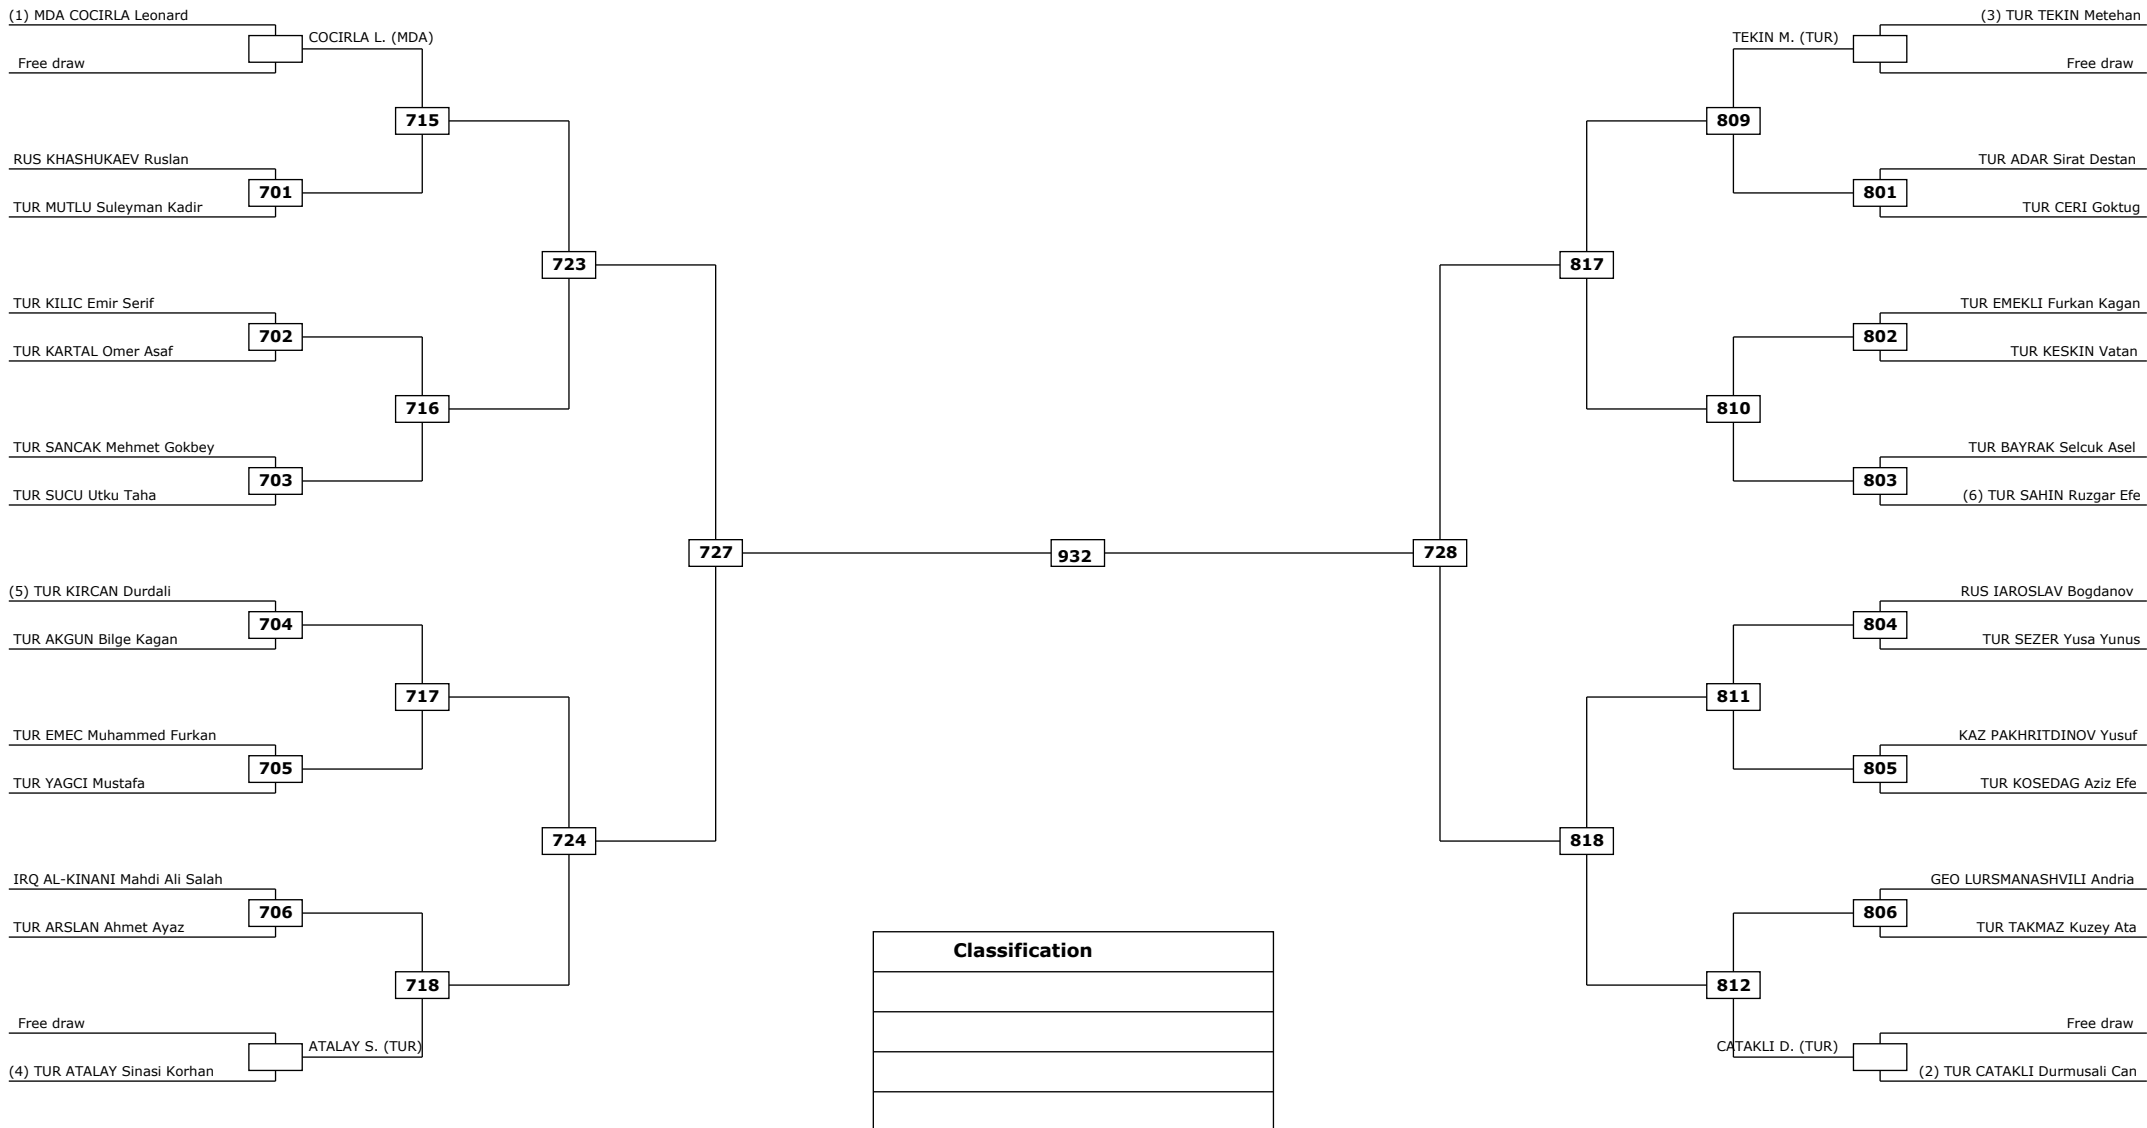 (1) MDA COCIRLA Leonard
COCIRLA L. (MDA)
Free draw
715
RUS KHASHUKAEV Ruslan
701
TUR MUTLU Suleyman Kadir
723
TUR KILIC Emir Serif
702
TUR KARTAL Omer Asaf
716
TUR SANCAK Mehmet Gokbey
703
TUR SUCU Utku Taha
727
(5) TUR KIRCAN Durdali
704
TUR AKGUN Bilge Kagan
717
TUR EMEC Muhammed Furkan
705
TUR YAGCI Mustafa
724
IRQ AL-KINANI Mahdi Ali Salah
706
TUR ARSLAN Ahmet Ayaz
718
Free draw
ATALAY S. (TUR)
(4) TUR ATALAY Sinasi Korhan
932
Classification
(3) TUR TEKIN Metehan
TEKIN M. (TUR)
Free draw
809
TUR ADAR Sirat Destan
801
TUR CERI Goktug
817
TUR EMEKLI Furkan Kagan
802
TUR KESKIN Vatan
810
TUR BAYRAK Selcuk Asel
803
(6) TUR SAHIN Ruzgar Efe
728
RUS IAROSLAV Bogdanov
804
TUR SEZER Yusa Yunus
811
KAZ PAKHRITDINOV Yusuf
805
TUR KOSEDAG Aziz Efe
818
GEO LURSMANASHVILI Andria
806
TUR TAKMAZ Kuzey Ata
812
Free draw
CATAKLI D. (TUR)
(2) TUR CATAKLI Durmusali Can